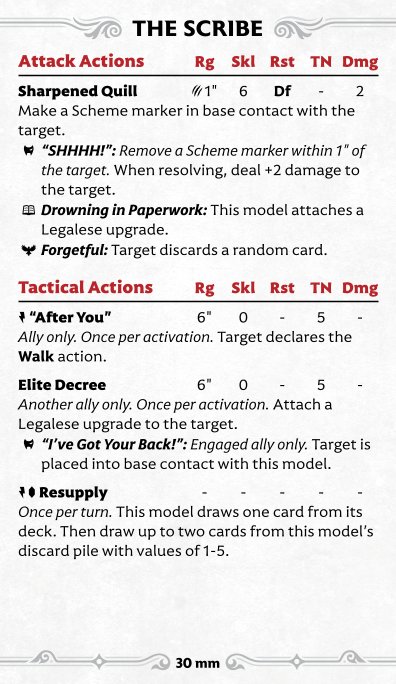 THE SCRIBE
Attack Actions Rg Skl Rst TN Dmg
Sharpened Quill 1" 6 Df - 2
Make a Scheme marker in base contact with the
target.
“SHHHH!”: Remove a Scheme marker within 1" of
the target. When resolving, deal +2 damage to
the target.
Drowning in Paperwork: This model attaches a
Legalese upgrade.
Forgetful: Target discards a random card.
Tactical Actions Rg Skl Rst TN Dmg
“After You” 6" 0 - 5 -
Ally only. Once per activation. Target declares the
Walk action.
Elite Decree 6" 0 - 5 -
Another ally only. Once per activation. Attach a
Legalese upgrade to the target.
“I’ve Got Your Back!”: Engaged ally only. Target is
placed into base contact with this model.
Resupply - - - - -
Once per turn. This model draws one card from its
deck. Then draw up to two cards from this model’s
discard pile with values of 1-5.
30 mm